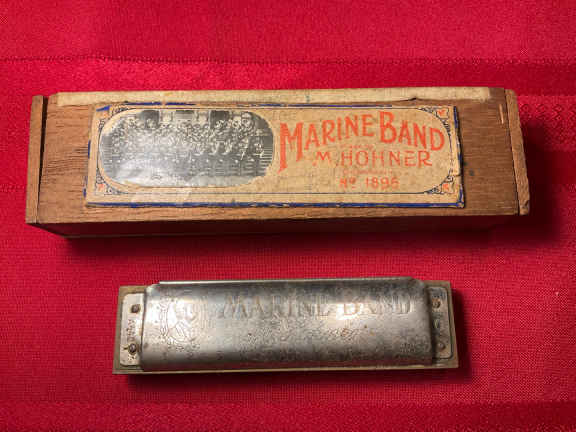 MARINE BAND
M. HOHNER
No 1896
MARINE BAND